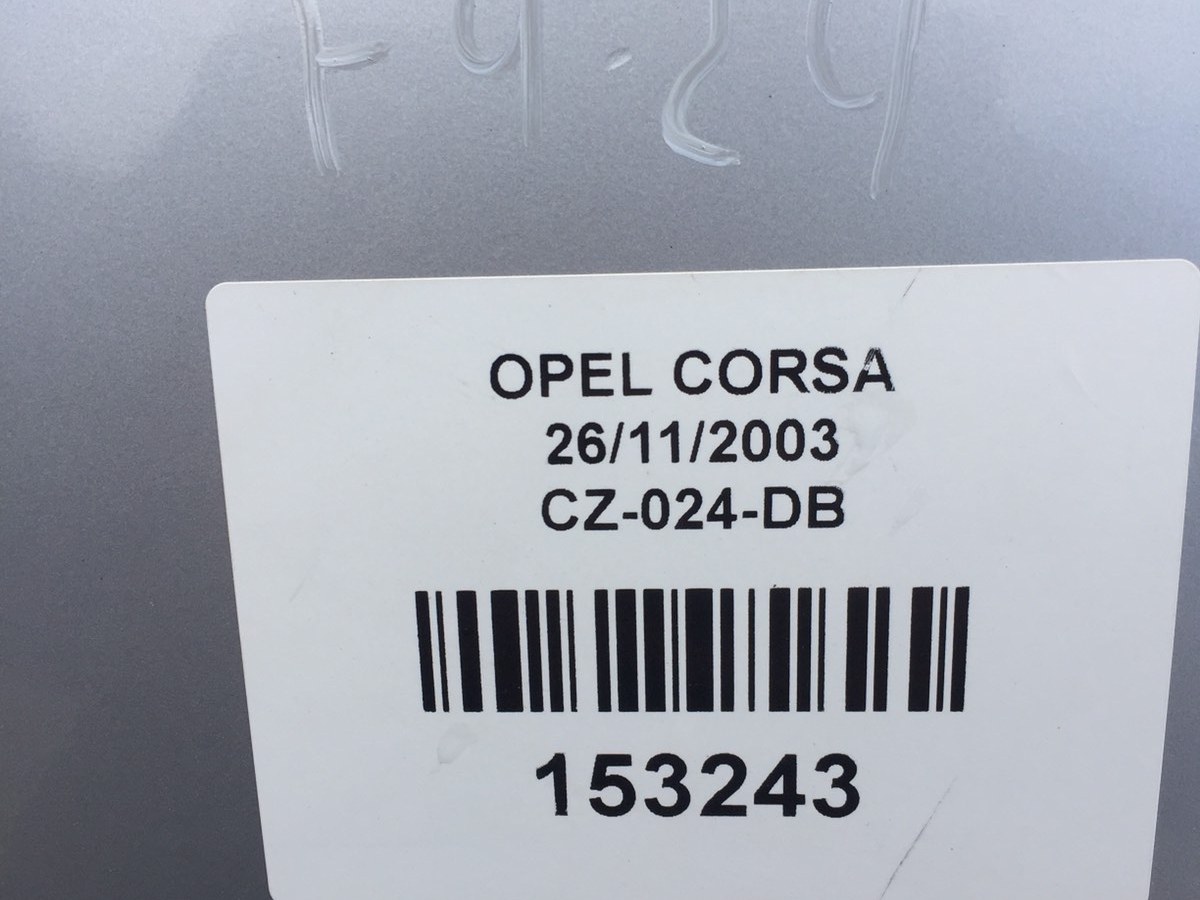 OPEL CORSA
26/11/2003
CZ-024-DB
153243